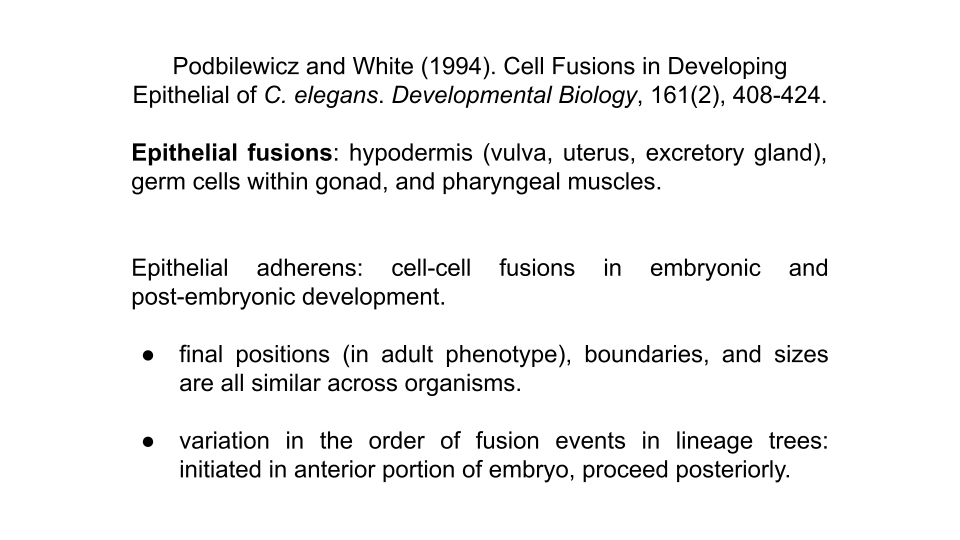 Podbilewicz and White (1994). Cell Fusions in Developing
Epithelial of C. elegans. Developmental Biology, 161(2), 408-424.
Epithelial fusions: hypodermis (vulva, uterus, excretory gland),
germ cells within gonad, and pharyngeal muscles.
Epithelial adherens: cell-cell fusions in embryonic and
post-embryonic development.
● final positions (in adult phenotype), boundaries, and sizes
are all similar across organisms.
● variation in the order of fusion events in lineage trees:
initiated in anterior portion of embryo, proceed posteriorly.